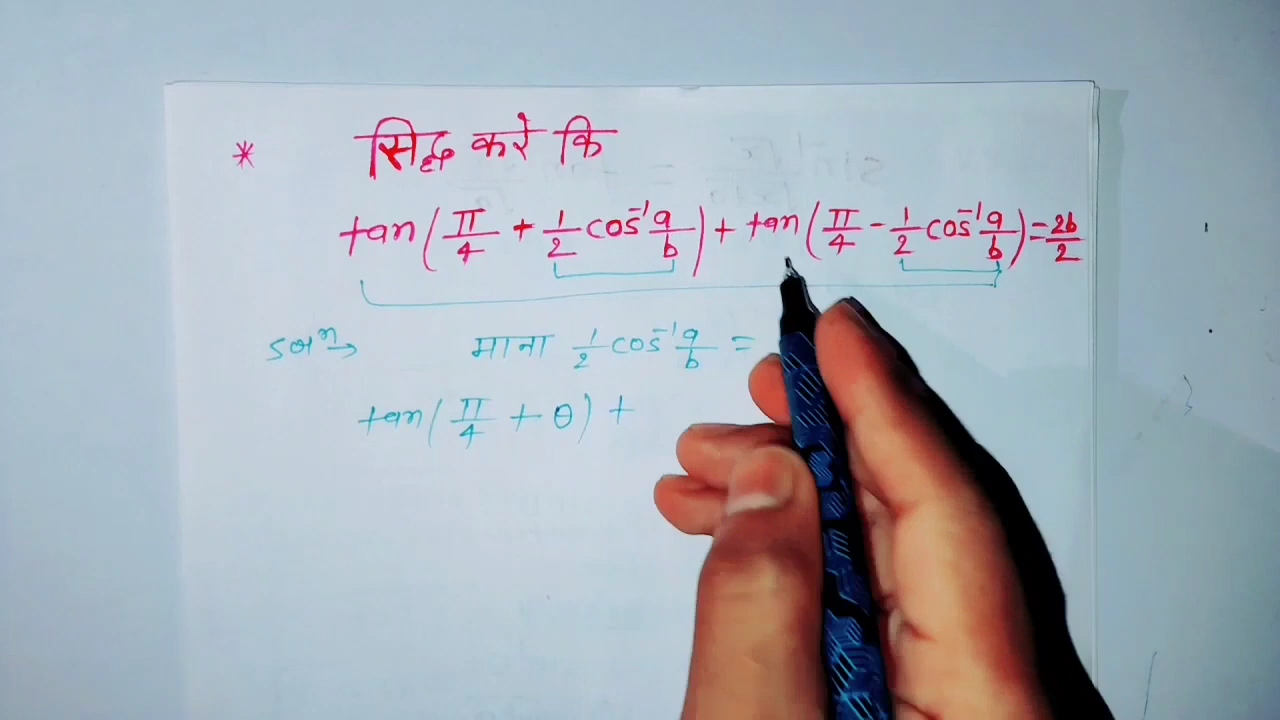 * सिद्ध करे कि
tan(π/4 + 1/2 cos⁻¹ a/b) + tan(π/4 - 1/2 cos⁻¹ a/b) = 2b/2
solⁿ→ माना 1/2 cos⁻¹ a/b =
tan(π/4 + θ) +